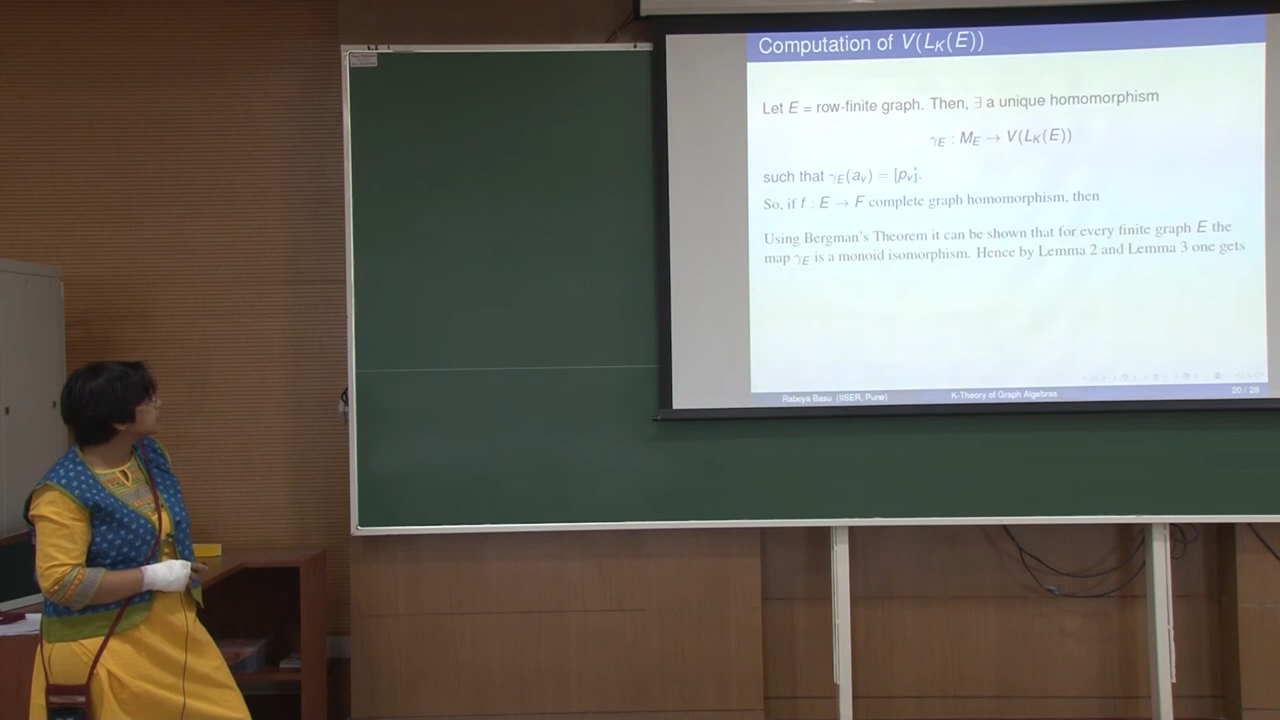 Computation of V(L_K(E))
Let E = row-finite graph. Then, ∃ a unique homomorphism
γ_E : M_E → V(L_K(E))
such that γ_E(a_v) = [p_v].
So, if f : E → F complete graph homomorphism, then
Using Bergman's Theorem it can be shown that for every finite graph E the
map γ_E is a monoid isomorphism. Hence by Lemma 2 and Lemma 3 one gets
Rabeya Basu (IISER, Pune) K-Theory of Graph Algebras 20 / 28